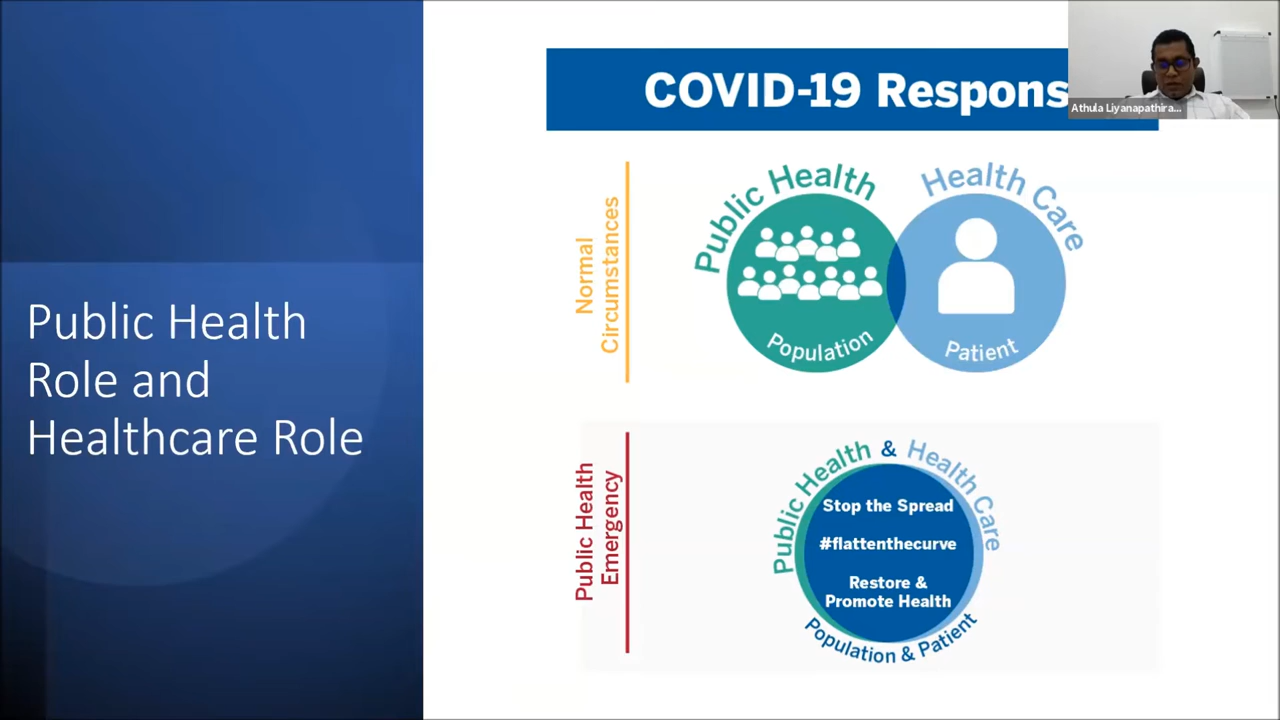 Public Health
Role and
Healthcare Role
COVID-19 Respons
Athula Liyanapathira...
Normal
Circumstances
Public Health
Population
Health Care
Patient
Public Health
Emergency
Public Health & Health Care
Stop the Spread
#flattenthecurve
Restore &
Promote Health
Population & Patient